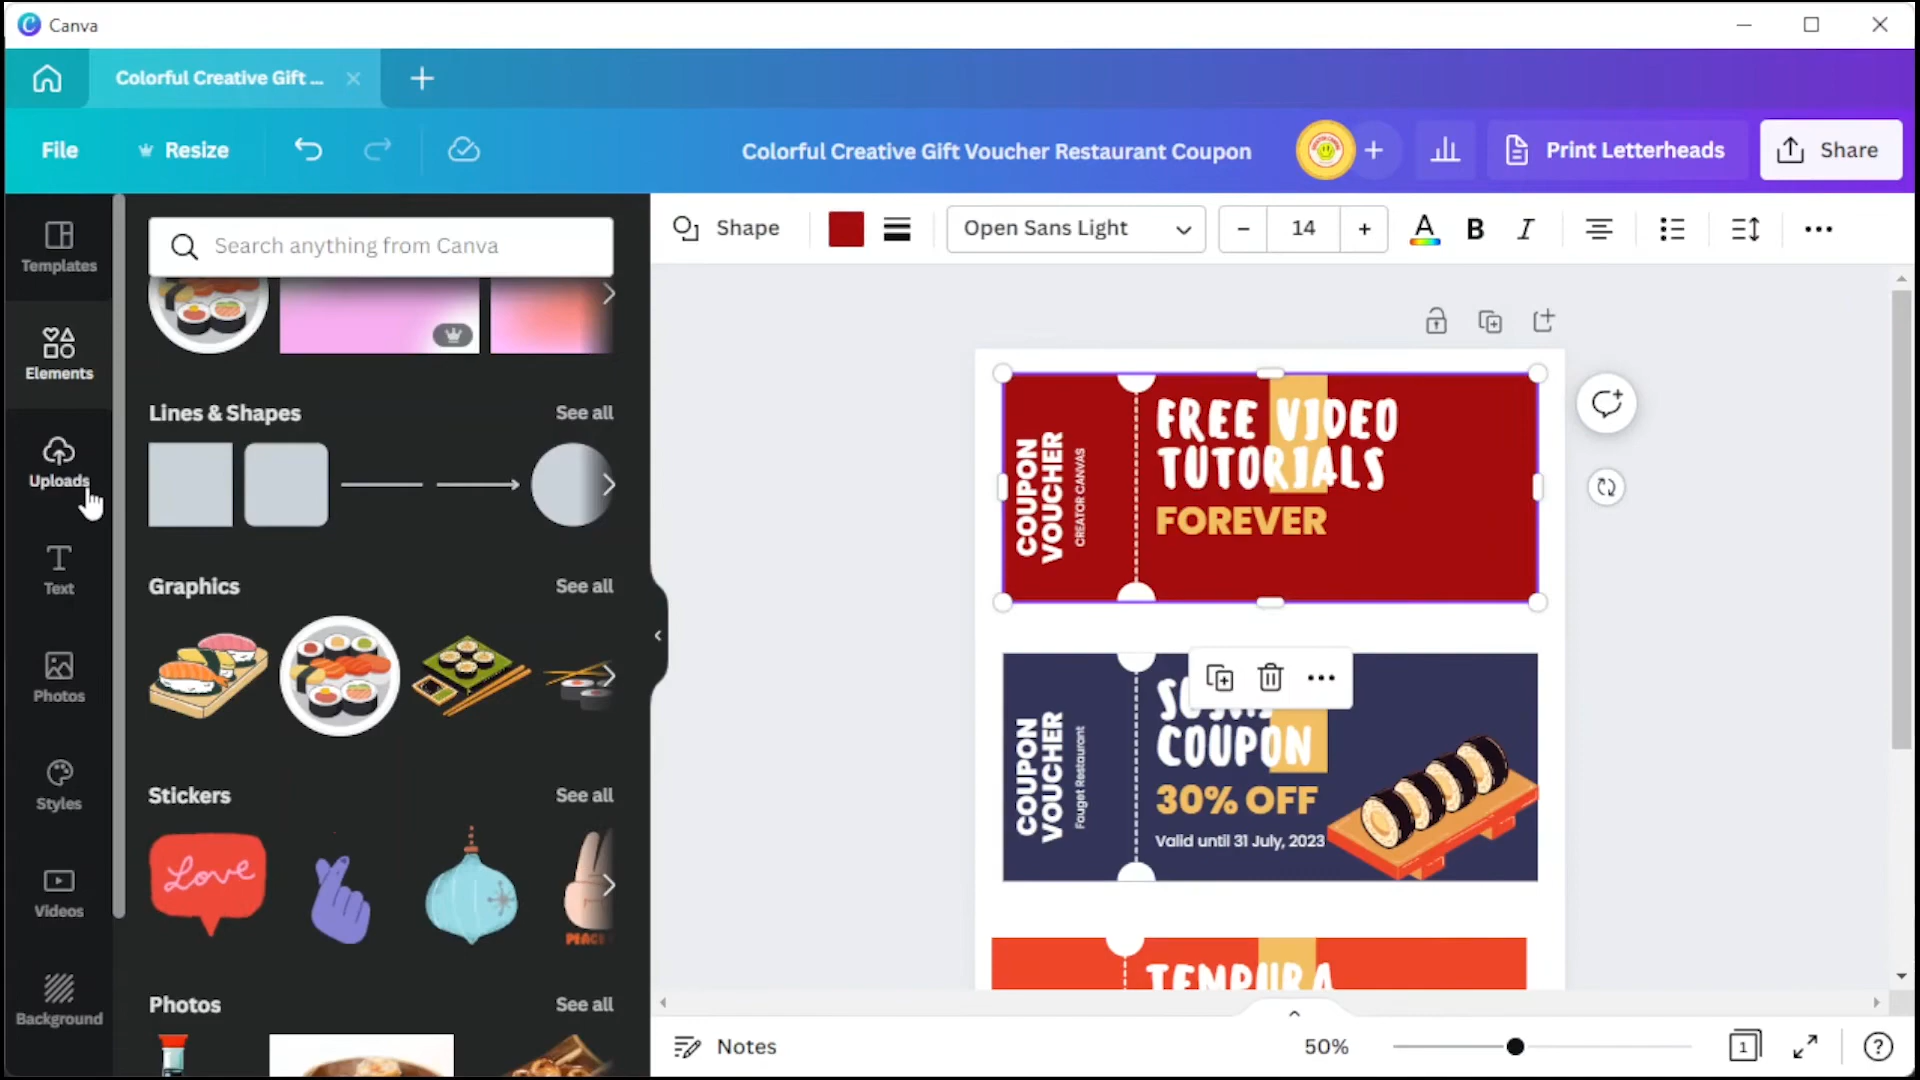 Canva
Colorful Creative Gift ...
File
Resize
Colorful Creative Gift Voucher Restaurant Coupon
Print Letterheads
Share
Templates
Elements
Uploads
Text
Photos
Styles
Videos
Background
Search anything from Canva
Lines & Shapes
See all
Graphics
See all
Stickers
See all
Love
PEACE
Photos
See all
Shape
Open Sans Light
14
A
B
I
COUPON
VOUCHER
CREATOR CANVAS
FREE VIDEO
TUTORIALS
FOREVER
COUPON
VOUCHER
Fauget Restaurant
COUPON
30% OFF
Valid until 31 July, 2023
TENPURA
Notes
50%
1